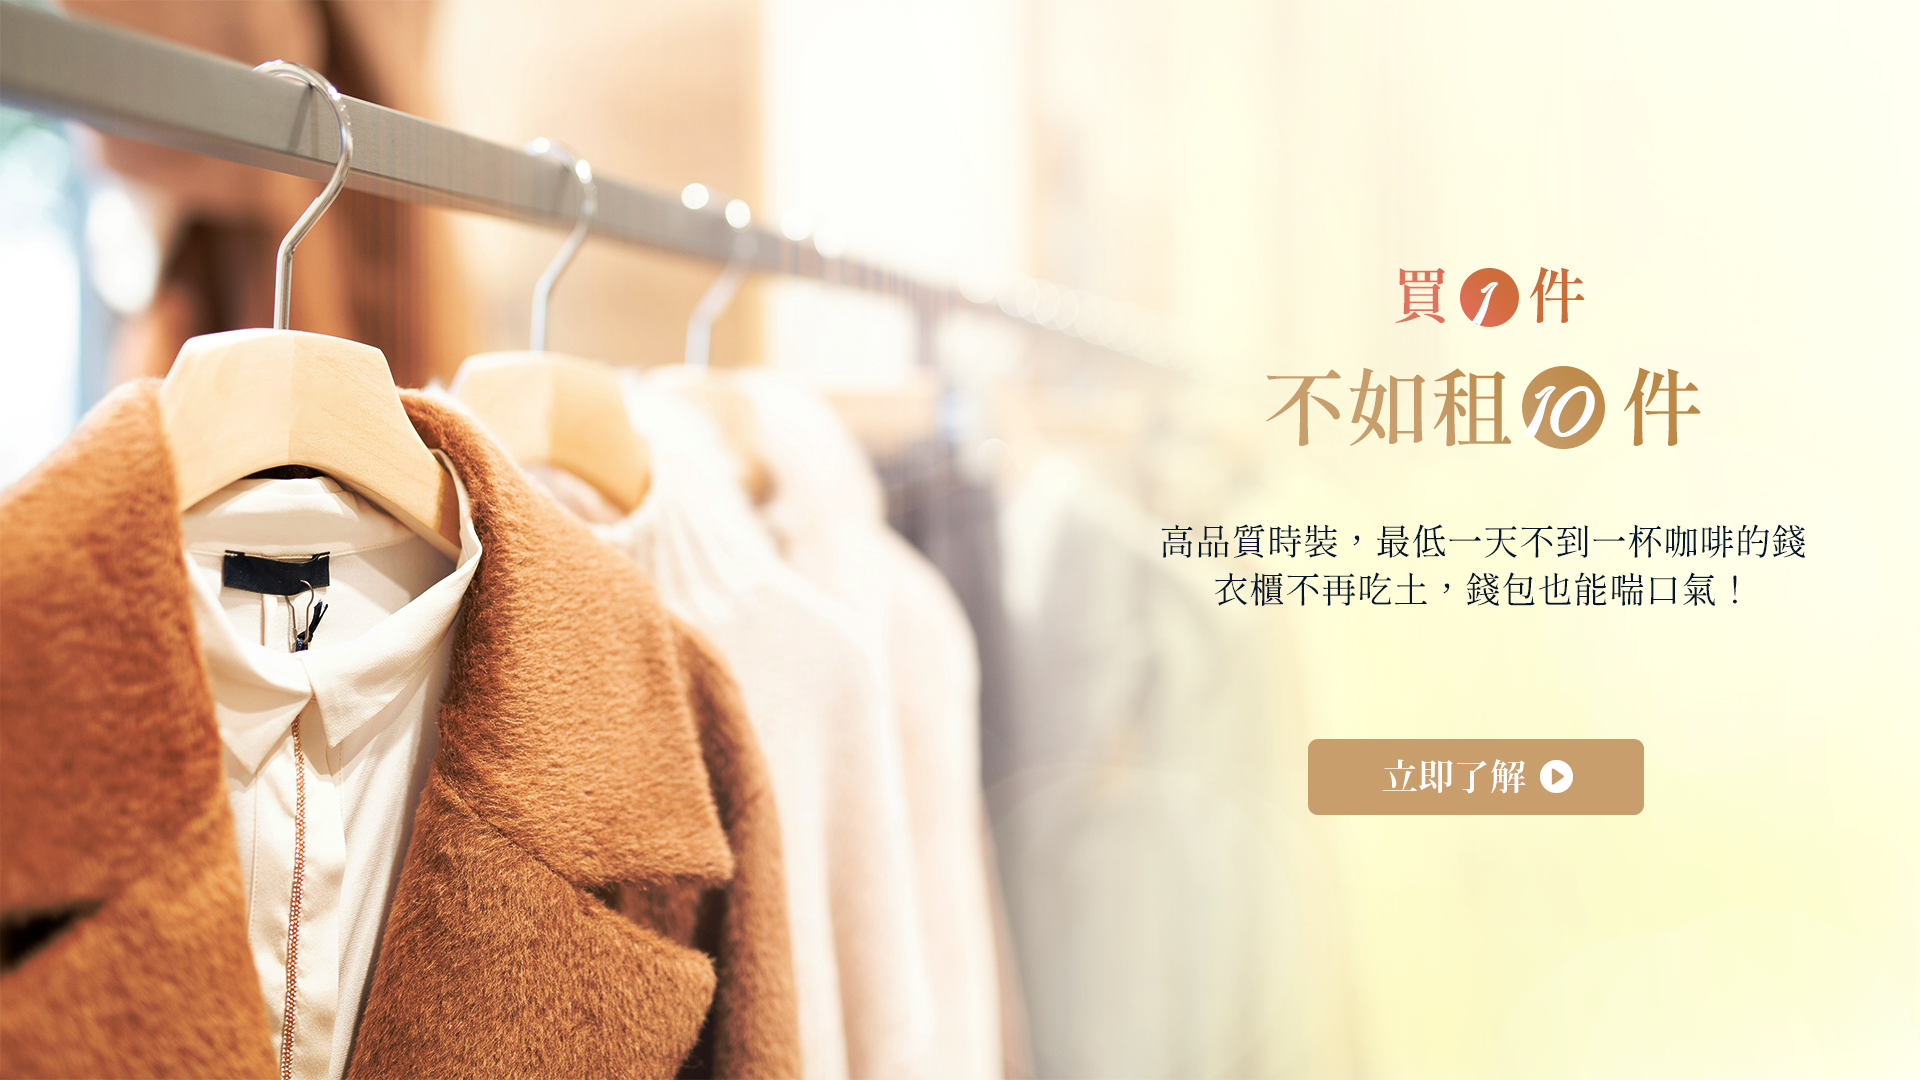 買1件
不如租10件
高品質時裝，最低一天不到一杯咖啡的錢
衣櫃不再吃土，錢包也能喘口氣！
立即了解